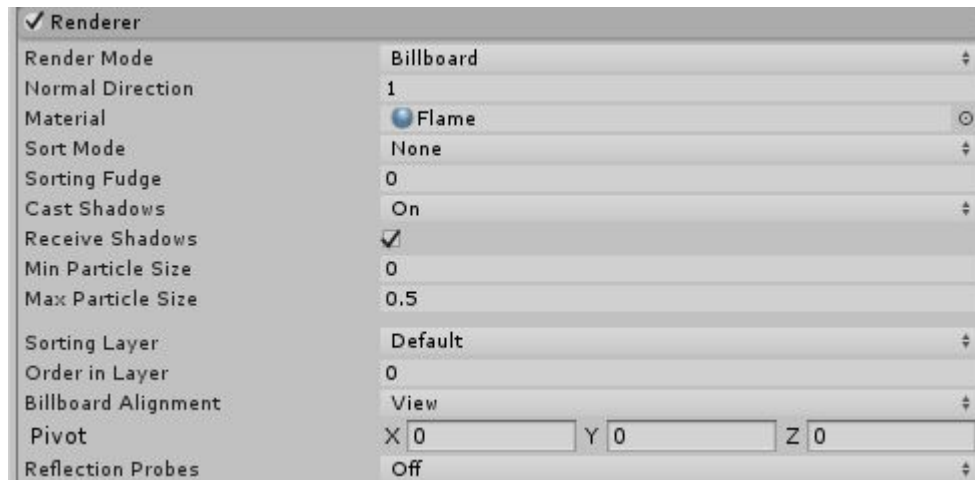 Renderer
Render Mode Billboard
Normal Direction 1
Material Flame
Sort Mode None
Sorting Fudge 0
Cast Shadows On
Receive Shadows
Min Particle Size 0
Max Particle Size 0.5
Sorting Layer Default
Order in Layer 0
Billboard Alignment View
Pivot X 0 Y 0 Z 0
Reflection Probes Off